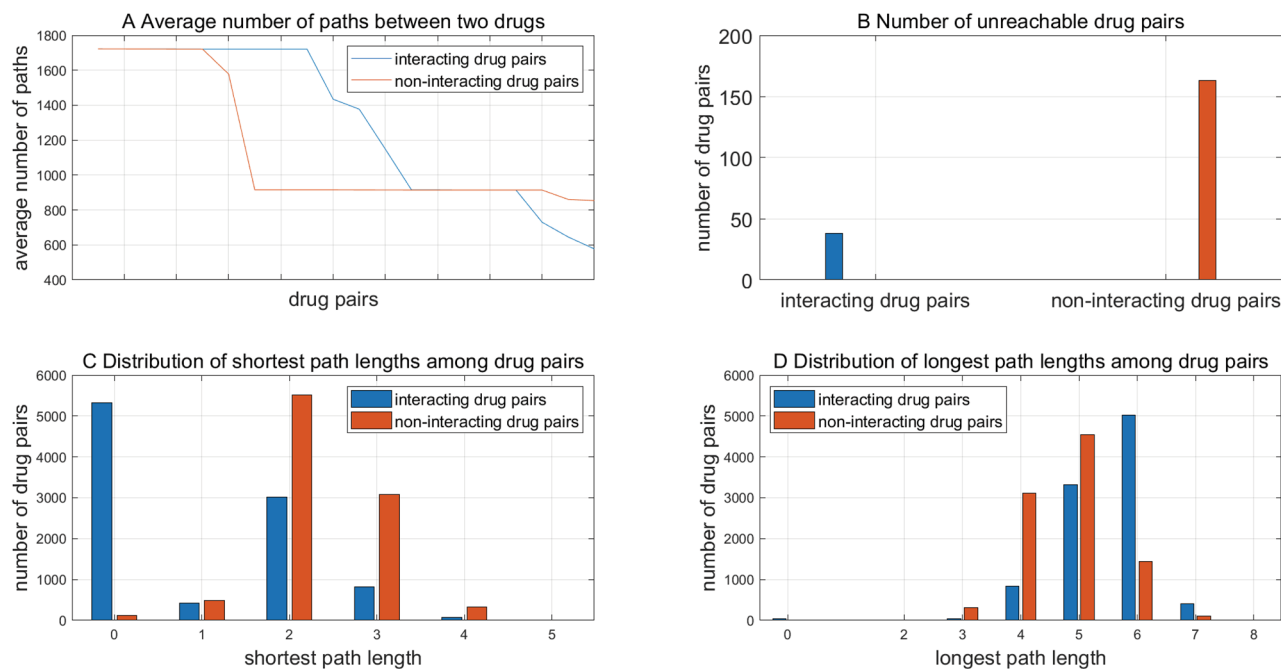 A Average number of paths between two drugs
1800
1600
1400
1200
1000
800
600
400
average number of paths
drug pairs
interacting drug pairs
non-interacting drug pairs
B Number of unreachable drug pairs
200
150
100
50
0
number of drug pairs
interacting drug pairs
non-interacting drug pairs
C Distribution of shortest path lengths among drug pairs
6000
5000
4000
3000
2000
1000
0
number of drug pairs
interacting drug pairs
non-interacting drug pairs
0 1 2 3 4 5
shortest path length
D Distribution of longest path lengths among drug pairs
6000
5000
4000
3000
2000
1000
0
number of drug pairs
interacting drug pairs
non-interacting drug pairs
0 2 3 4 5 6 7 8
longest path length